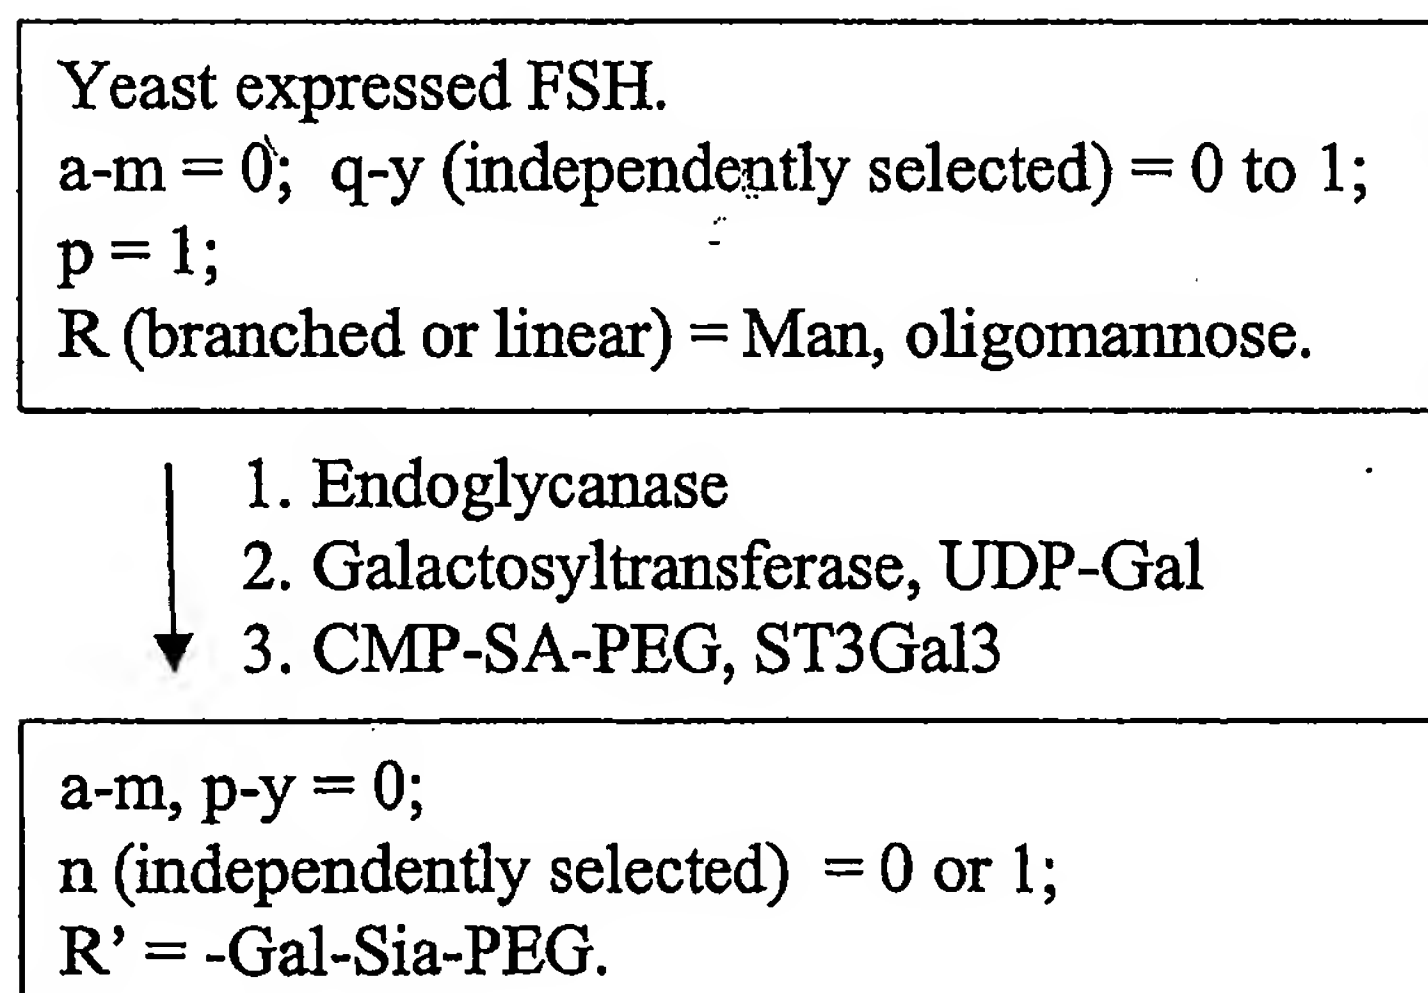 Yeast expressed FSH.
a-m = 0; q-y (independently selected) = 0 to 1;
p = 1;
R (branched or linear) = Man, oligomannose.
1. Endoglycanase
2. Galactosyltransferase, UDP-Gal
3. CMP-SA-PEG, ST3Gal3
a-m, p-y = 0;
n (independently selected) = 0 or 1;
R' = -Gal-Sia-PEG.